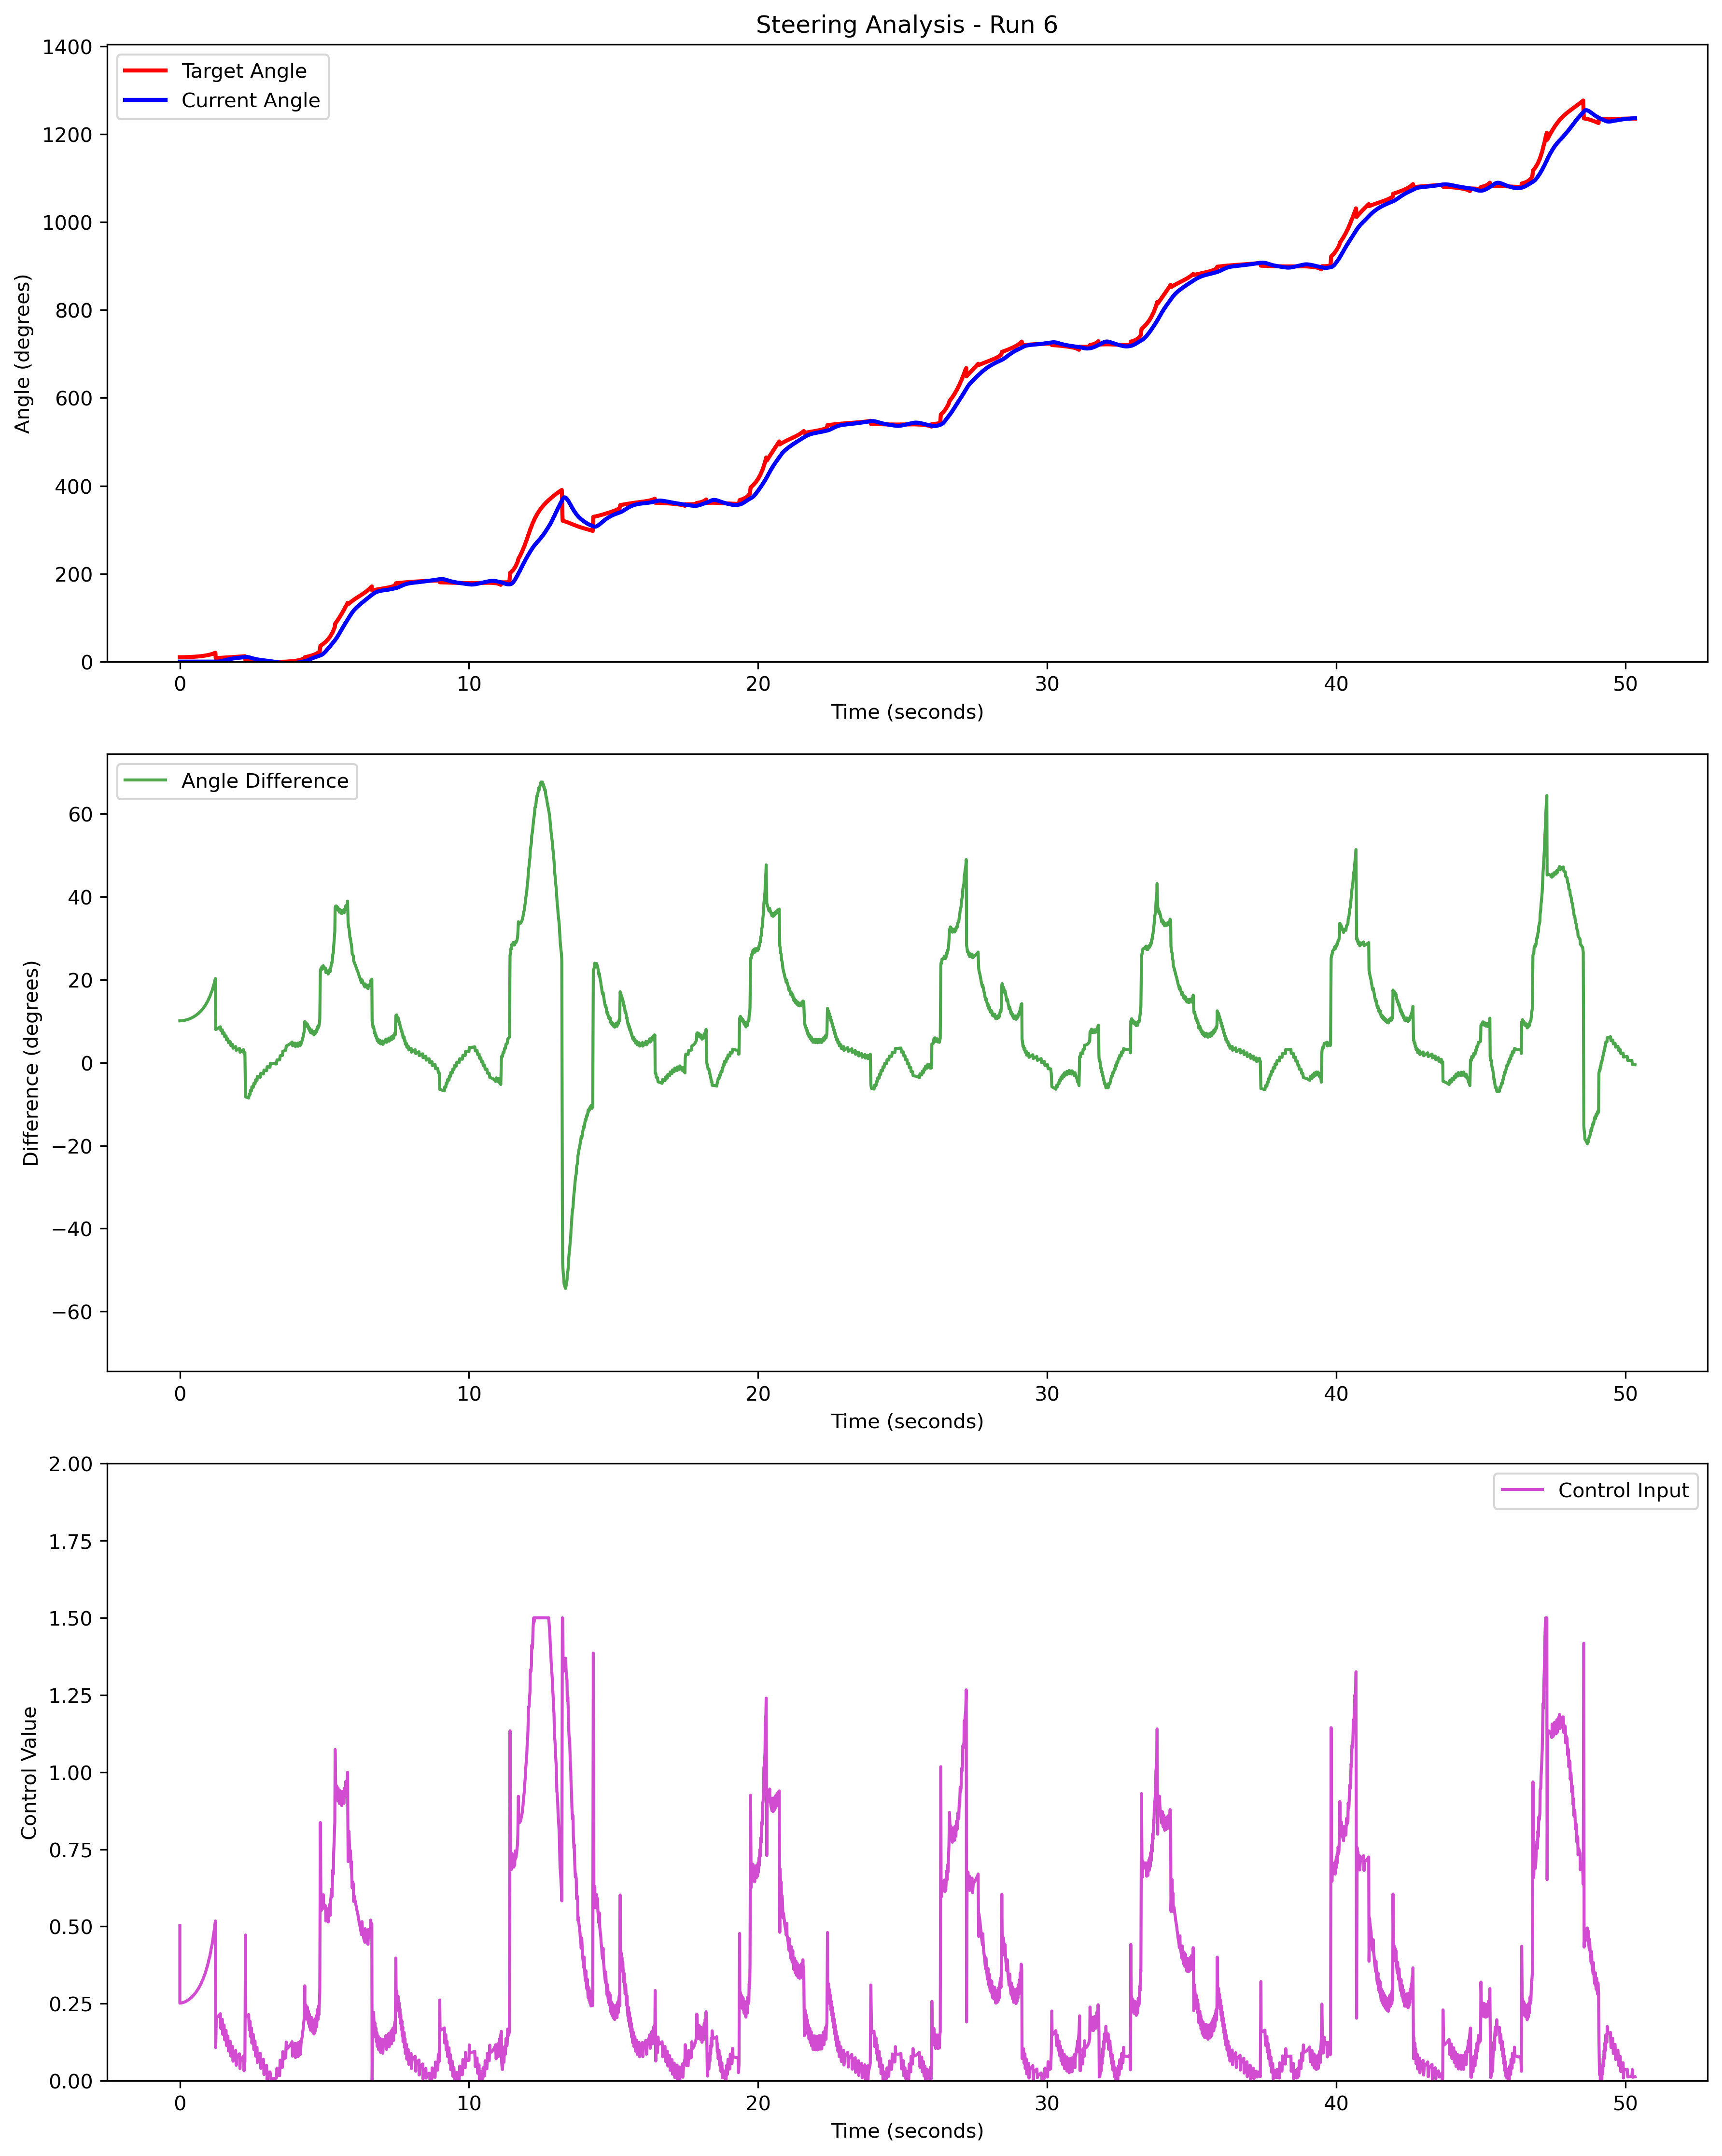 Steering Analysis - Run 6
Target Angle
Current Angle
Angle (degrees)
0
200
400
600
800
1000
1200
1400
0 10 20 30 40 50
Time (seconds)
Angle Difference
Difference (degrees)
60
40
20
0
−20
−40
−60
0 10 20 30 40 50
Time (seconds)
Control Input
Control Value
2.00
1.75
1.50
1.25
1.00
0.75
0.50
0.25
0.00
0 10 20 30 40 50
Time (seconds)